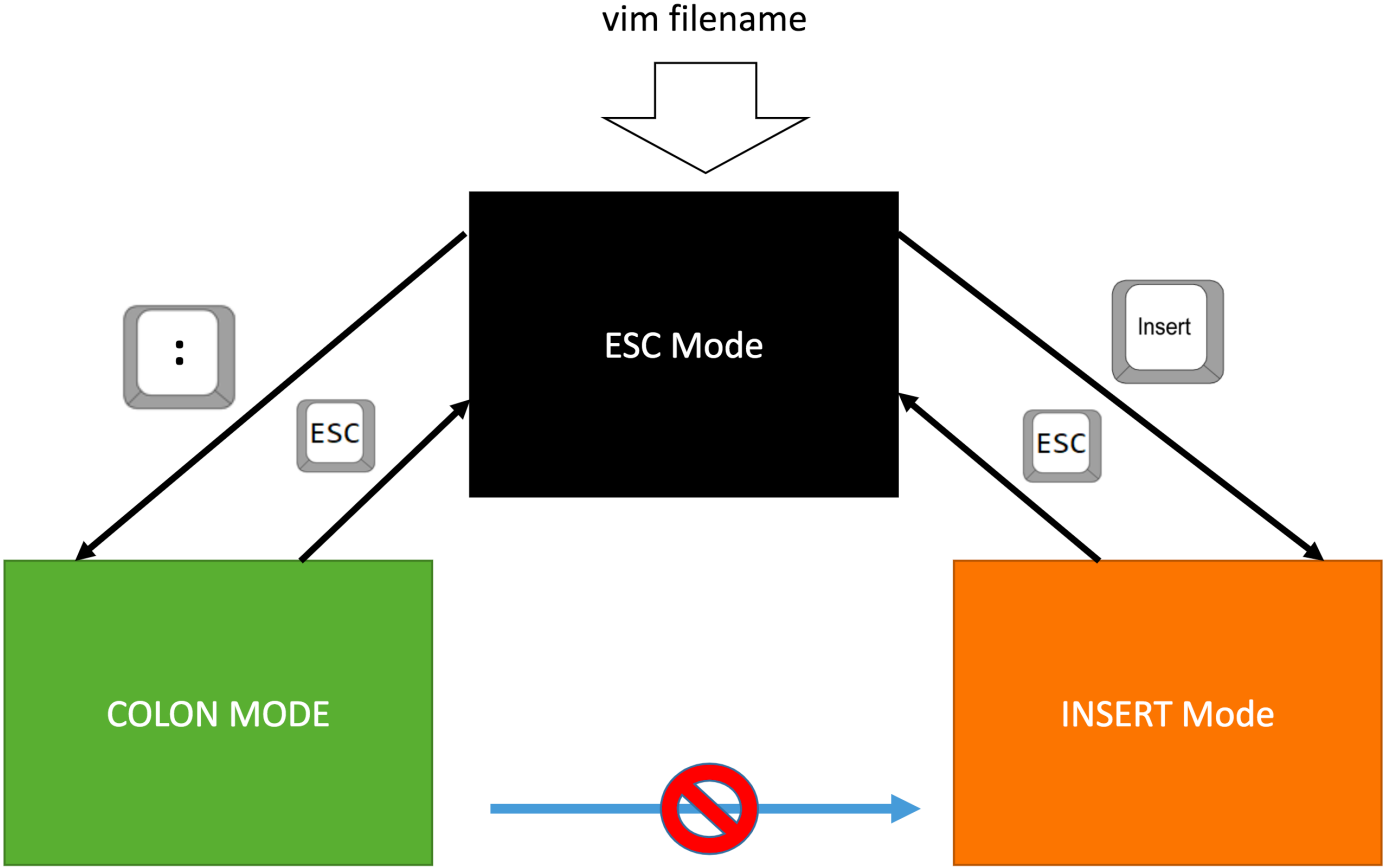 vim filename
ESC Mode
:
Insert
ESC
ESC
COLON MODE
INSERT Mode